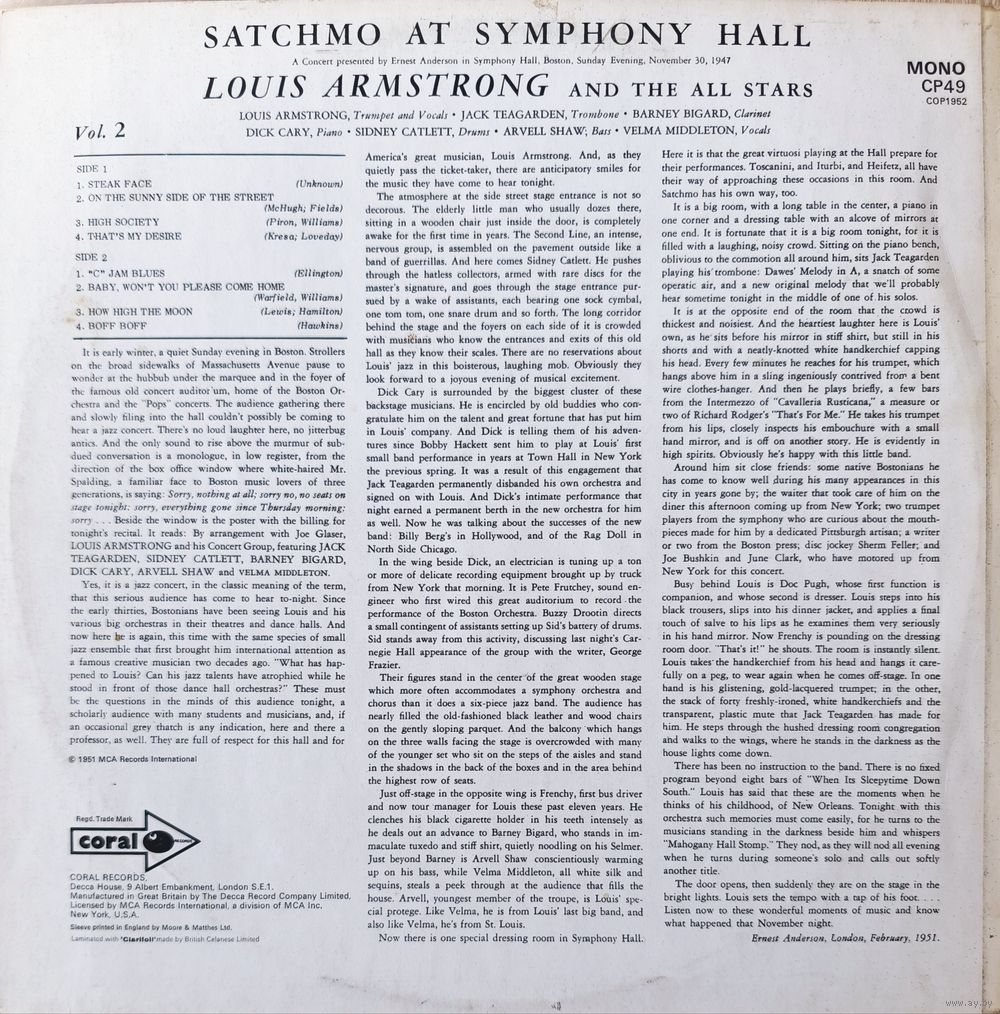 SATCHMO AT SYMPHONY HALL
A Concert presented by Ernest Anderson in Symphony Hall, Boston, Sunday Evening, November 30, 1947
LOUIS ARMSTRONG AND THE ALL STARS
MONO
CP49
COP1952
LOUIS ARMSTRONG, Trumpet and Vocals • JACK TEAGARDEN, Trombone • BARNEY BIGARD, Clarinet
DICK CARY, Piano • SIDNEY CATLETT, Drums • ARVELL SHAW, Bass • VELMA MIDDLETON, Vocals
Vol. 2
SIDE 1
1. STEAK FACE (Unknown)
2. ON THE SUNNY SIDE OF THE STREET
(McHugh; Fields)
3. HIGH SOCIETY (Piron, Williams)
4. THAT'S MY DESIRE (Kresa; Loveday)
SIDE 2
1. "C" JAM BLUES (Ellington)
2. BABY, WON'T YOU PLEASE COME HOME
(Warfield, Williams)
3. HOW HIGH THE MOON (Lewis; Hamilton)
4. BOFF BOFF (Hawkins)
It is early winter, a quiet Sunday evening in Boston. Strollers
on the broad sidewalks of Massachusetts Avenue pause to
wonder at the hubbub under the marquee and in the foyer of
the famous old concert auditor'um, home of the Boston Or-
chestra and the "Pops" concerts. The audience gathering there
and slowly filing into the hall couldn't possibly be coming to
hear a jazz concert. There's no loud laughter here, no jitterbug
antics. And the only sound to rise above the murmur of sub-
dued conversation is a monologue, in low register, from the
direction of the box office window where white-haired Mr.
Spalding, a familiar face to Boston music lovers of three
generations, is saying: Sorry, nothing at all; sorry no, no seats on
stage tonight; sorry, everything gone since Thursday morning;
sorry . . . Beside the window is the poster with the billing for
tonight's recital. It reads: By arrangement with Joe Glaser,
LOUIS ARMSTRONG and his Concert Group, featuring JACK
TEAGARDEN, SIDNEY CATLETT, BARNEY BIGARD,
DICK CARY, ARVELL SHAW and VELMA MIDDLETON.
Yes, it is a jazz concert, in the classic meaning of the term,
that this serious audience has come to hear to-night. Since
the early thirties, Bostonians have been seeing Louis and his
various big orchestras in their theatres and dance halls. And
now here he is again, this time with the same species of small
jazz ensemble that first brought him international attention as
a famous creative musician two decades ago. "What has hap-
pened to Louis? Can his jazz talents have atrophied while he
stood in front of those dance hall orchestras?" These must
be the questions in the minds of this audience tonight, a
scholarly audience with many students and musicians, and, if
an occasional grey thatch is any indication, here and there a
professor, as well. They are full of respect for this hall and for
© 1951 MCA Records International
Regd. Trade Mark
coral
RECORDS
CORAL RECORDS,
Decca House, 9 Albert Embankment, London S.E.1.
Manufactured in Great Britain by The Decca Record Company Limited,
Licensed by MCA Records International, a division of MCA Inc.
New York, U.S.A.
Sleeve printed in England by Moore & Matthes Ltd.
Laminated with 'Clarifoil' made by British Celanese Limited
America's great musician, Louis Armstrong. And, as they
quietly pass the ticket-taker, there are anticipatory smiles for
the music they have come to hear tonight.
The atmosphere at the side street stage entrance is not so
decorous. The elderly little man who usually dozes there,
sitting in a wooden chair just inside the door, is completely
awake for the first time in years. The Second Line, an intense,
nervous group, is assembled on the pavement outside like a
band of guerrillas. And here comes Sidney Catlett. He pushes
through the hatless collectors, armed with rare discs for the
master's signature, and goes through the stage entrance pur-
sued by a wake of assistants, each bearing one sock cymbal,
one tom tom, one snare drum and so forth. The long corridor
behind the stage and the foyers on each side of it is crowded
with musicians who know the entrances and exits of this old
hall as they know their scales. There are no reservations about
Louis' jazz in this boisterous, laughing mob. Obviously they
look forward to a joyous evening of musical excitement.
Dick Cary is surrounded by the biggest cluster of these
backstage musicians. He is encircled by old buddies who con-
gratulate him on the talent and great fortune that has put him
in Louis' company. And Dick is telling them of his adven-
tures since Bobby Hackett sent him to play at Louis' first
small band performance in years at Town Hall in New York
the previous spring. It was a result of this engagement that
Jack Teagarden permanently disbanded his own orchestra and
signed on with Louis. And Dick's intimate performance that
night earned a permanent berth in the new orchestra for him
as well. Now he was talking about the successes of the new
band: Billy Berg's in Hollywood, and of the Rag Doll in
North Side Chicago.
In the wing beside Dick, an electrician is tuning up a ton
or more of delicate recording equipment brought up by truck
from New York that morning. It is Pete Frutchey, sound en-
gineer who first wired this great auditorium to record the
performance of the Boston Orchestra. Buzzy Drootin directs
a small contingent of assistants setting up Sid's battery of drums.
Sid stands away from this activity, discussing last night's Car-
negie Hall appearance of the group with the writer, George
Frazier.
Their figures stand in the center of the great wooden stage
which more often accommodates a symphony orchestra and
chorus than it does a six-piece jazz band. The audience has
nearly filled the old-fashioned black leather and wood chairs
on the gently sloping parquet. And the balcony which hangs
on the three walls facing the stage is overcrowded with many
of the younger set who sit on the steps of the aisles and stand
in the shadows in the back of the boxes and in the area behind
the highest row of seats.
Just off-stage in the opposite wing is Frenchy, first bus driver
and now tour manager for Louis these past eleven years. He
clenches his black cigarette holder in his teeth intensely as
he deals out an advance to Barney Bigard, who stands in im-
maculate tuxedo and stiff shirt, quietly noodling on his Selmer.
Just beyond Barney is Arvell Shaw conscientiously warming
up on his bass, while Velma Middleton, all white silk and
sequins, steals a peek through at the audience that fills the
house. Arvell, youngest member of the troupe, is Louis' spe-
cial protege. Like Velma, he is from Louis' last big band, and
also like Velma, he's from St. Louis.
Now there is one special dressing room in Symphony Hall.
Here it is that the great virtuosi playing at the Hall prepare for
their performances. Toscanini, and Iturbi, and Heifetz, all have
their way of approaching these occasions in this room. And
Satchmo has his own way, too.
It is a big room, with a long table in the center, a piano in
one corner and a dressing table with an alcove of mirrors at
one end. It is fortunate that it is a big room tonight, for it is
filled with a laughing, noisy crowd. Sitting on the piano bench,
oblivious to the commotion all around him, sits Jack Teagarden
playing his trombone: Dawes' Melody in A, a snatch of some
operatic air, and a new original melody that we'll probably
hear sometime tonight in the middle of one of his solos.
It is at the opposite end of the room that the crowd is
thickest and noisiest. And the heartiest laughter here is Louis'
own, as he sits before his mirror in stiff shirt, but still in his
shorts and with a neatly-knotted white handkerchief capping
his head. Every few minutes he reaches for his trumpet, which
hangs above him in a sling ingeniously contrived from a bent
wire clothes-hanger. And then he plays briefly, a few bars
from the Intermezzo of "Cavalleria Rusticana," a measure or
two of Richard Rodger's "That's For Me." He takes his trumpet
from his lips, closely inspects his embouchure with a small
hand mirror, and is off on another story. He is evidently in
high spirits. Obviously he's happy with this little band.
Around him sit close friends: some native Bostonians he
has come to know well during his many appearances in this
city in years gone by; the waiter that took care of him on the
diner this afternoon coming up from New York; two trumpet
players from the symphony who are curious about the mouth-
pieces made for him by a dedicated Pittsburgh artisan; a writer
or two from the Boston press; disc jockey Sherm Feller; and
Joe Bushkin and June Clark, who have motored up from
New York for this concert.
Busy behind Louis is Doc Pugh, whose first function is
companion, and whose second is dresser. Louis steps into his
black trousers, slips into his dinner jacket, and applies a final
touch of salve to his lips as he examines them very seriously
in his hand mirror. Now Frenchy is pounding on the dressing
room door. "That's it!" he shouts. The room is instantly silent.
Louis takes the handkerchief from his head and hangs it care-
fully on a peg, to wear again when he comes off-stage. In one
hand is his glistening, gold-lacquered trumpet; in the other,
the stack of forty freshly-ironed, white handkerchiefs and the
transparent, plastic mute that Jack Teagarden has made for
him. He steps through the hushed dressing room congregation
and walks to the wings, where he stands in the darkness as the
house lights come down.
There has been no instruction to the band. There is no fixed
program beyond eight bars of "When Its Sleepytime Down
South." Louis has said that these are the moments when he
thinks of his childhood, of New Orleans. Tonight with this
orchestra such memories must come easily, for he turns to the
musicians standing in the darkness beside him and whispers
"Mahogany Hall Stomp." They nod, as they will nod all evening
when he turns during someone's solo and calls out softly
another title.
The door opens, then suddenly they are on the stage in the
bright lights. Louis sets the tempo with a tap of his foot. . . .
Listen now to these wonderful moments of music and know
what happened that November night.
Ernest Anderson, London, February, 1951.
www.ay.by